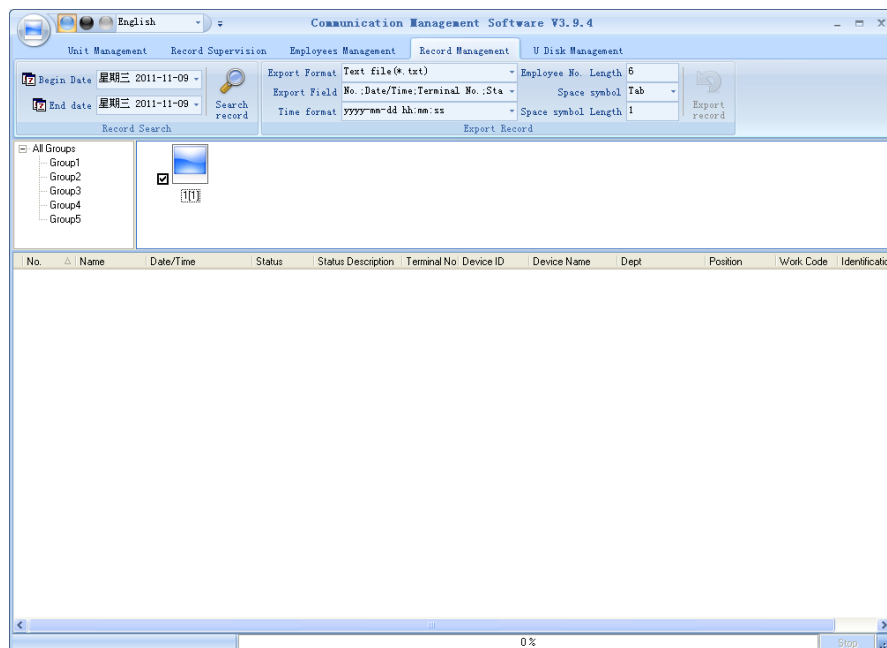 English
Communication Management Software V3.9.4
Unit Management Record Supervision Employees Management Record Management U Disk Management
Begin Date 星期三 2011-11-09
End date 星期三 2011-11-09
Search record
Record Search
Export Format Text file(*.txt) Employee No. Length 6
Export Field No.;Date/Time;Terminal No.;Sta Space symbol Tab
Time format yyyy-mm-dd hh:mm:ss Space symbol Length 1
Export record
Export Record
All Groups
Group1
Group2
Group3
Group4
Group5
1[1]
No. Name Date/Time Status Status Description Terminal No Device ID Device Name Dept Position Work Code Identificatio
0%
Stop